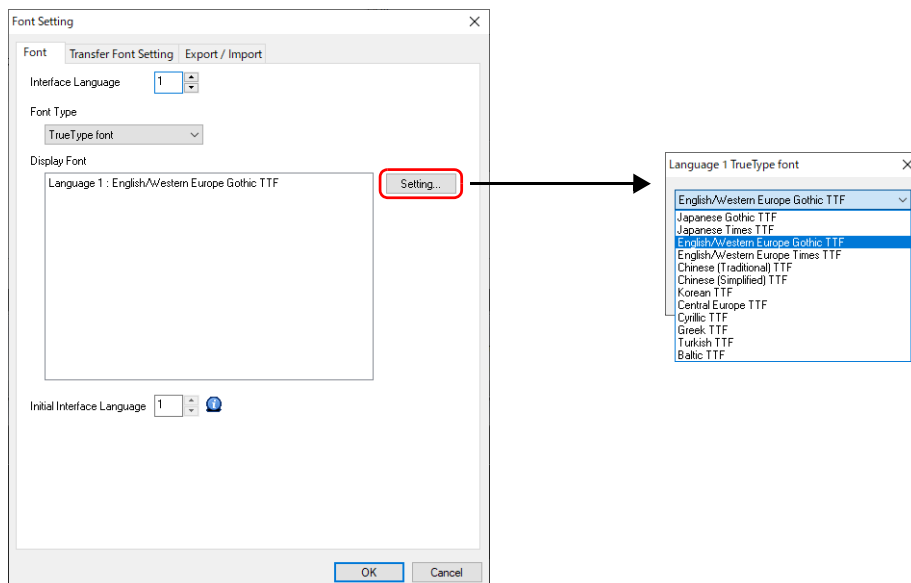 Font Setting
Font Transfer Font Setting Export / Import
Interface Language 1
Font Type
TrueType font
Display Font
Language 1 : English/Western Europe Gothic TTF
Setting...
Initial Interface Language 1
OK Cancel
Language 1 TrueType font
English/Western Europe Gothic TTF
Japanese Gothic TTF
Japanese Times TTF
English/Western Europe Gothic TTF
English/Western Europe Times TTF
Chinese (Traditional) TTF
Chinese (Simplified) TTF
Korean TTF
Central Europe TTF
Cyrillic TTF
Greek TTF
Turkish TTF
Baltic TTF